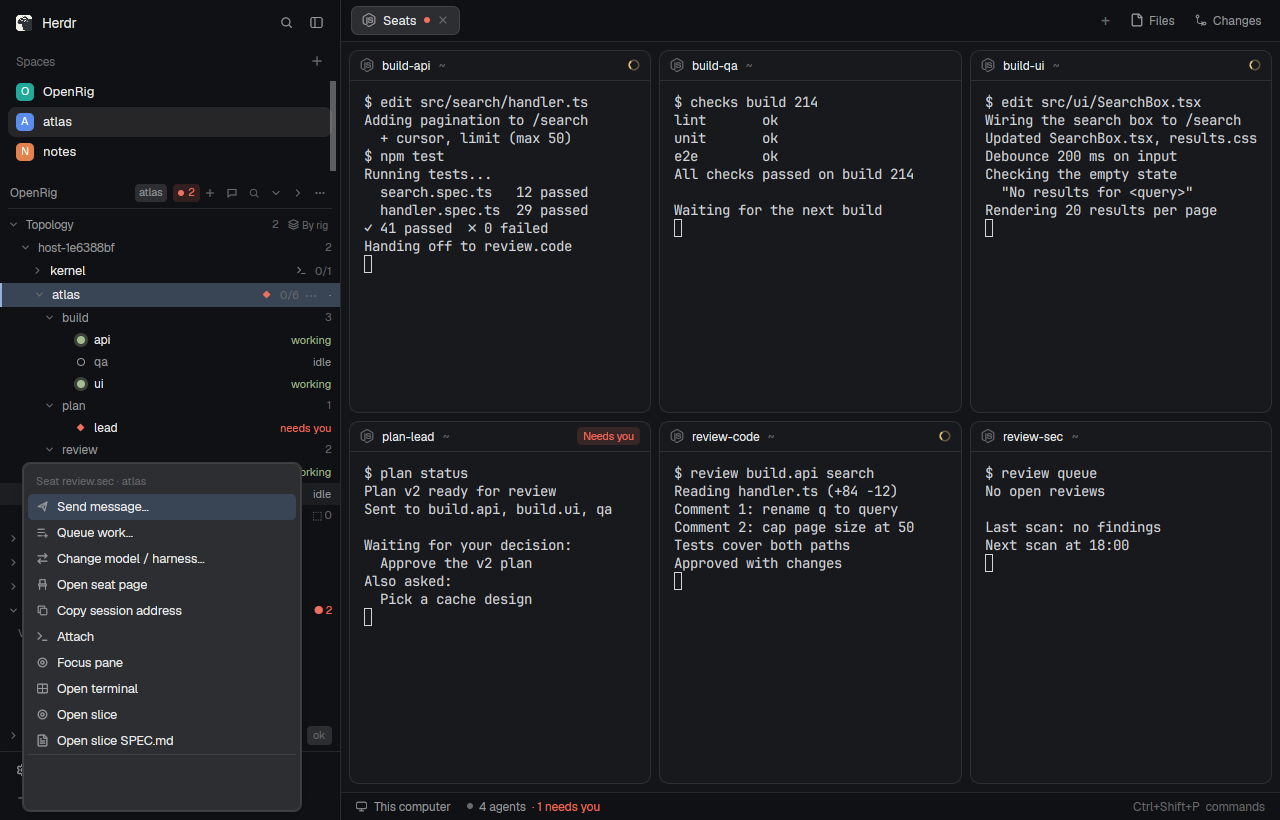 Herdr
Spaces
O OpenRig
A atlas
N notes
OpenRig atlas 2
Topology 2 By rig
host-1e6388bf 2
kernel 0/1
atlas 0/6
build 3
api working
qa idle
ui working
plan 1
lead needs you
review 2
orking
idle
0
2
ok
Seat review.sec · atlas
Send message...
Queue work...
Change model / harness...
Open seat page
Copy session address
Attach
Focus pane
Open terminal
Open slice
Open slice SPEC.md
Seats
Files Changes
build-api ~
$ edit src/search/handler.ts
Adding pagination to /search
+ cursor, limit (max 50)
$ npm test
Running tests...
search.spec.ts 12 passed
handler.spec.ts 29 passed
✓ 41 passed ✕ 0 failed
Handing off to review.code
build-qa ~
$ checks build 214
lint ok
unit ok
e2e ok
All checks passed on build 214
Waiting for the next build
build-ui ~
$ edit src/ui/SearchBox.tsx
Wiring the search box to /search
Updated SearchBox.tsx, results.css
Debounce 200 ms on input
Checking the empty state
"No results for <query>"
Rendering 20 results per page
plan-lead ~ Needs you
$ plan status
Plan v2 ready for review
Sent to build.api, build.ui, qa
Waiting for your decision:
Approve the v2 plan
Also asked:
Pick a cache design
review-code ~
$ review build.api search
Reading handler.ts (+84 -12)
Comment 1: rename q to query
Comment 2: cap page size at 50
Tests cover both paths
Approved with changes
review-sec ~
$ review queue
No open reviews
Last scan: no findings
Next scan at 18:00
This computer 4 agents · 1 needs you
Ctrl+Shift+P commands